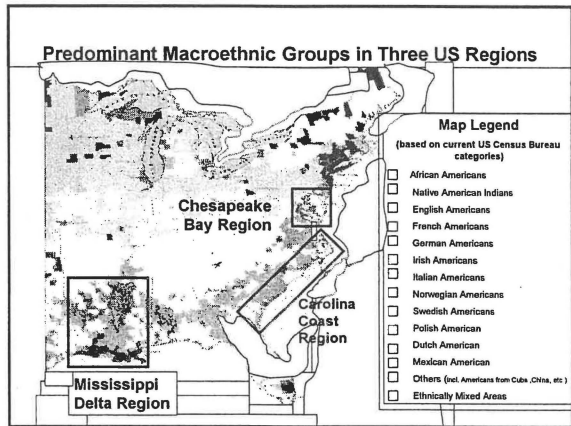 Predominant Macroethnic Groups in Three US Regions
Chesapeake
Bay Region
Carolina
Coast
Region
Mississippi
Delta Region
Map Legend
(based on current US Census Bureau
categories)
African Americans
Native American Indians
English Americans
French Americans
German Americans
Irish Americans
Italian Americans
Norwegian Americans
Swedish Americans
Polish American
Dutch American
Mexican American
Others (incl. Americans from Cuba ,China, etc )
Ethnically Mixed Areas